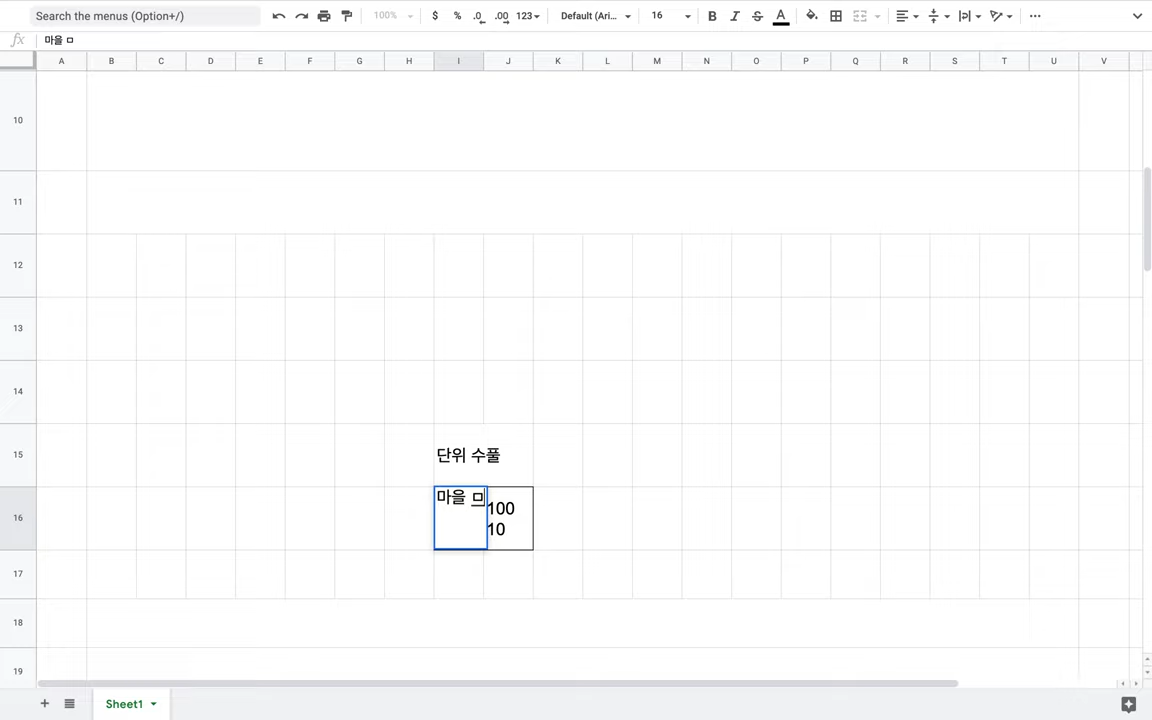 Search the menus (Option+/)
100%
$ % .0 .00 123
Default (Ari...
16
B I S A
fx 마을 ㅁ
A B C D E F G H I J K L M N O P Q R S T U V
10
11
12
13
14
15
단위 수풀
16
마을 ㅁ
100
10
17
18
19
Sheet1